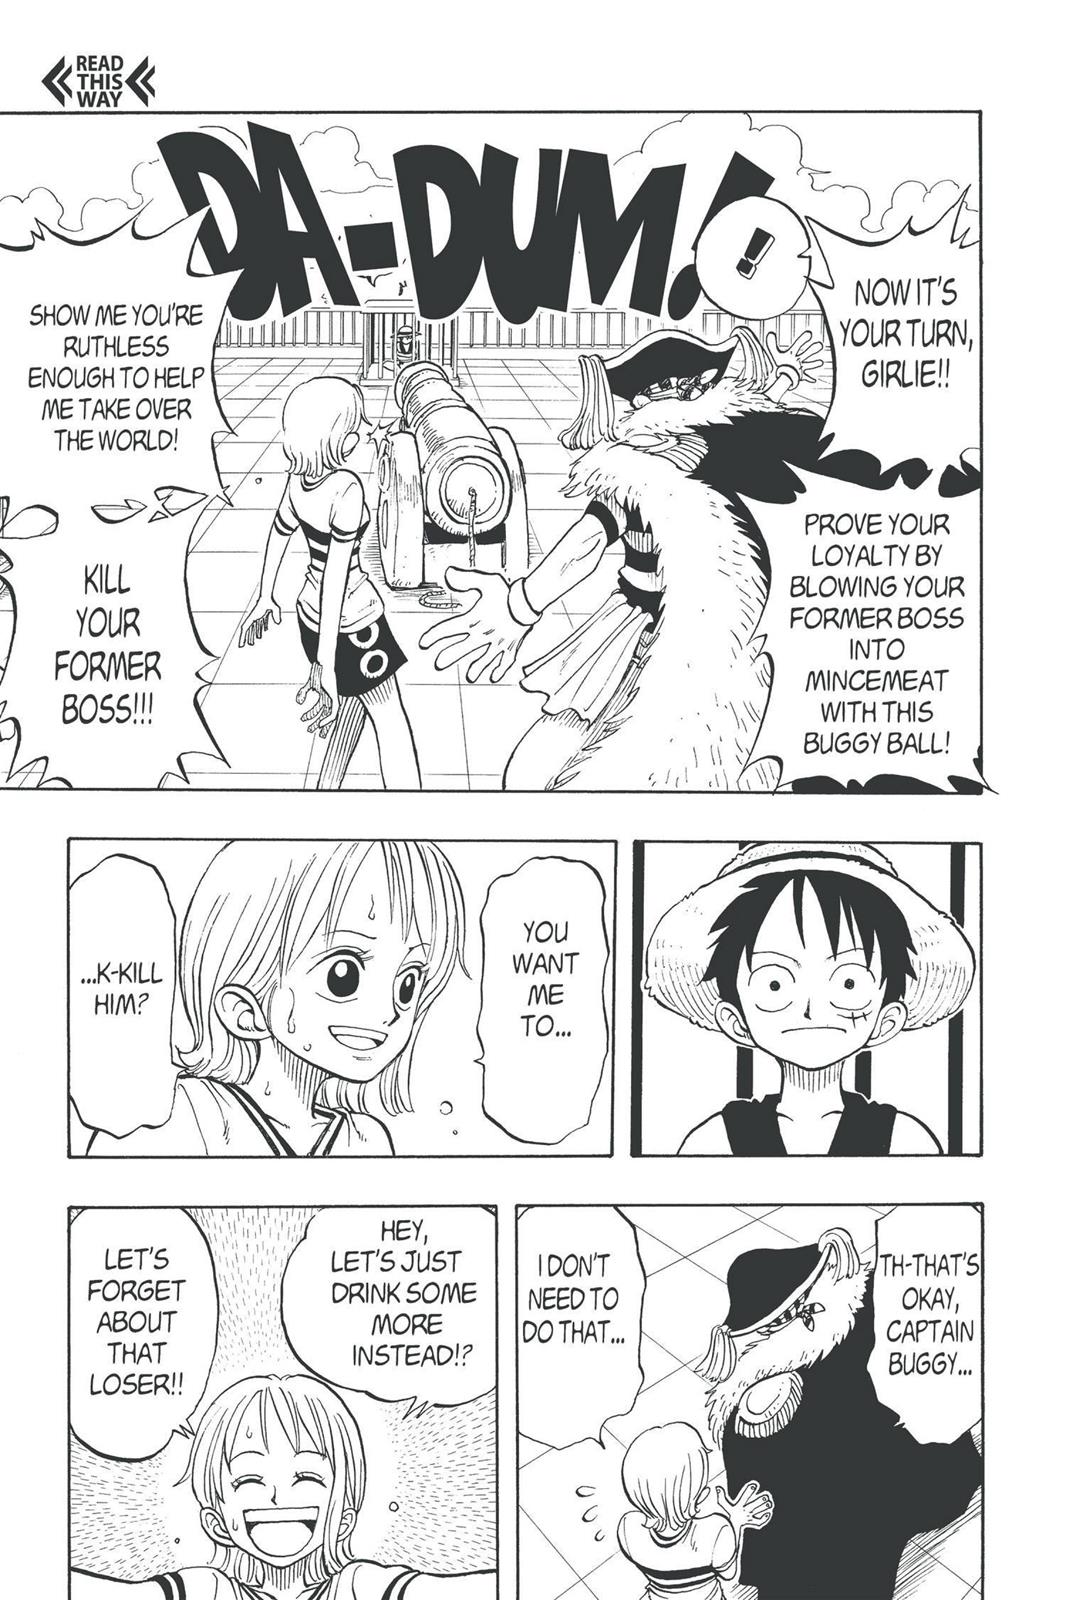 READ
THIS
WAY
DA-DUM!
!
NOW IT'S
YOUR TURN,
GIRLIE!!
PROVE YOUR
LOYALTY BY
BLOWING YOUR
FORMER BOSS
INTO
MINCEMEAT
WITH THIS
BUGGY BALL!
SHOW ME YOU'RE
RUTHLESS
ENOUGH TO HELP
ME TAKE OVER
THE WORLD!
KILL
YOUR
FORMER
BOSS!!!
YOU
WANT
ME
TO...
...K-KILL
HIM?
TH-THAT'S
OKAY,
CAPTAIN
BUGGY...
I DON'T
NEED TO
DO THAT...
HEY,
LET'S JUST
DRINK SOME
MORE
INSTEAD!?
LET'S
FORGET
ABOUT
THAT
LOSER!!